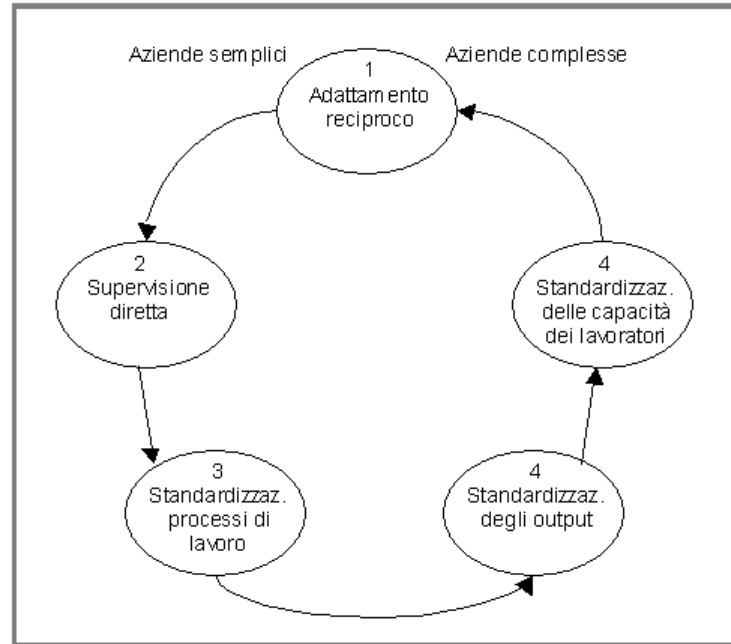 Aziende semplici
Aziende complesse
1
Adattamento
reciproco
2
Supervisione
diretta
3
Standardizzaz.
processi di
lavoro
4
Standardizzaz.
degli output
4
Standardizzaz.
delle capacità
dei lavoratori